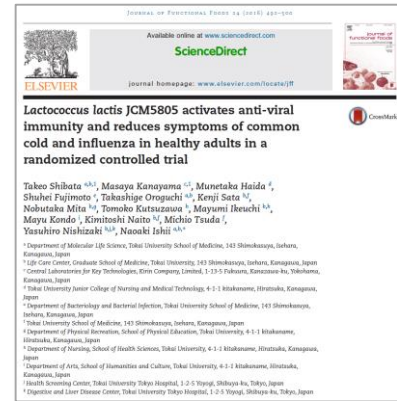 JOURNAL OF FUNCTIONAL FOODS 24 (2016) 492–500
Available online at www.sciencedirect.com
ScienceDirect
journal homepage: www.elsevier.com/locate/jff
ELSEVIER
journal of
functional foods
Lactococcus lactis JCM5805 activates anti-viral
immunity and reduces symptoms of common
cold and influenza in healthy adults in a
randomized controlled trial
CrossMark
Takeo Shibata a,b,1, Masaya Kanayama c,1, Munetaka Haida d,
Shuhei Fujimoto e, Takashige Oroguchi a,b, Kenji Sata b,f,
Nobutaka Mita b,g, Tomoko Kutsuzawa h, Mayumi Ikeuchi b,h,
Mayu Kondo i, Kimitoshi Naito b,f, Michio Tsuda f,
Yasuhiro Nishizaki b,j,k, Naoaki Ishii a,b,*
a Department of Molecular Life Science, Tokai University School of Medicine, 143 Shimokasuya, Isehara,
Kanagawa, Japan
b Life Care Center, Graduate School of Medicine, Tokai University, 143 Shimokasuya, Isehara, Kanagawa, Japan
c Central Laboratories for Key Technologies, Kirin Company, Limited, 1-13-5 Fukuura, Kanazawa-ku, Yokohama,
Kanagawa, Japan
d Tokai University Junior College of Nursing and Medical Technology, 4-1-1 kitakaname, Hiratsuka, Kanagawa,
Japan
e Department of Bacteriology and Bacterial Infection, Tokai University School of Medicine, 143 Shimokasuya,
Isehara, Kanagawa, Japan
f Tokai University School of Medicine, 143 Shimokasuya, Isehara, Kanagawa, Japan
g Department of Physical Recreation, School of Physical Education, Tokai University, 4-1-1 kitakaname,
Hiratsuka, Kanagawa, Japan
h Department of Nursing, School of Health Sciences, Tokai University, 4-1-1 kitakaname, Hiratsuka, Kanagawa,
Japan
i Department of Arts, School of Humanities and Culture, Tokai University, 4-1-1 kitakaname, Hiratsuka,
Kanagawa, Japan
j Health Screening Center, Tokai University Tokyo Hospital, 1-2-5 Yoyogi, Shibuya-ku, Tokyo, Japan
k Digestive and Liver Disease Center, Tokai University Tokyo Hospital, 1-2-5 Yoyogi, Shibuya-ku, Tokyo, Japan